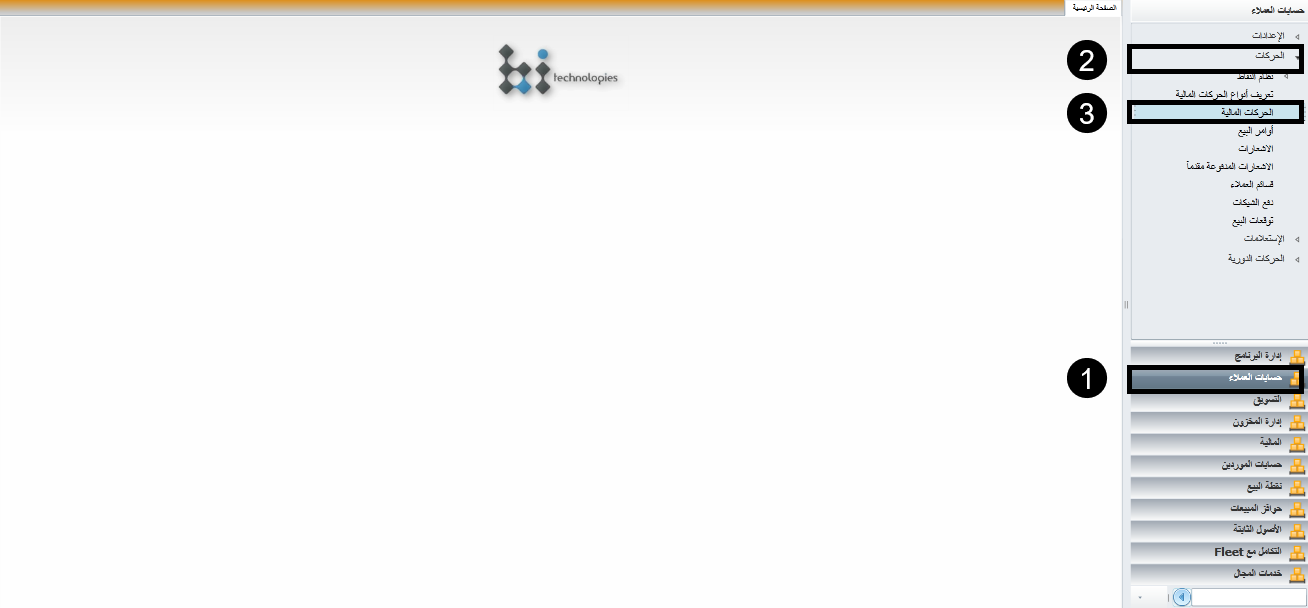 الصفحة الرئيسية
حسابات العملاء
الإعدادات
الحركات
نظام النقاط
تعريف أنواع الحركات المالية
الحركات المالية
أوامر البيع
الاشعارات
الاشعارات المدفوعة مقدماً
قسائم العملاء
دفع الشيكات
توقعات البيع
الإستعلامات
الحركات الدورية
إدارة البرنامج
حسابات العملاء
التسويق
إدارة المخزون
المالية
حسابات الموردين
نقطة البيع
حوافز المبيعات
الأصول الثابتة
التكامل مع Fleet
خدمات المجال
bi technologies
2
3
1